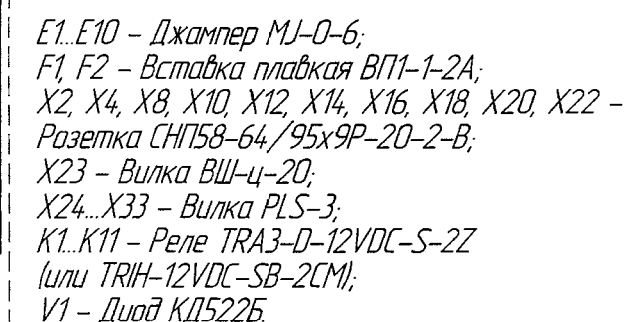 E1...E10 – Джампер MJ-O-6;
F1, F2 – Вставка плавкая ВП1-1-2А;
X2, X4, X8, X10, X12, X14, X16, X18, X20, X22 –
Розетка СНП58-64/95х9Р-20-2-В;
X23 – Вилка ВШ-ц-20;
X24...X33 – Вилка PLS-3;
K1...K11 – Реле TRA3-D-12VDC-S-2Z
(или TRIH-12VDC-SB-2CM);
V1 – Диод КД522Б.